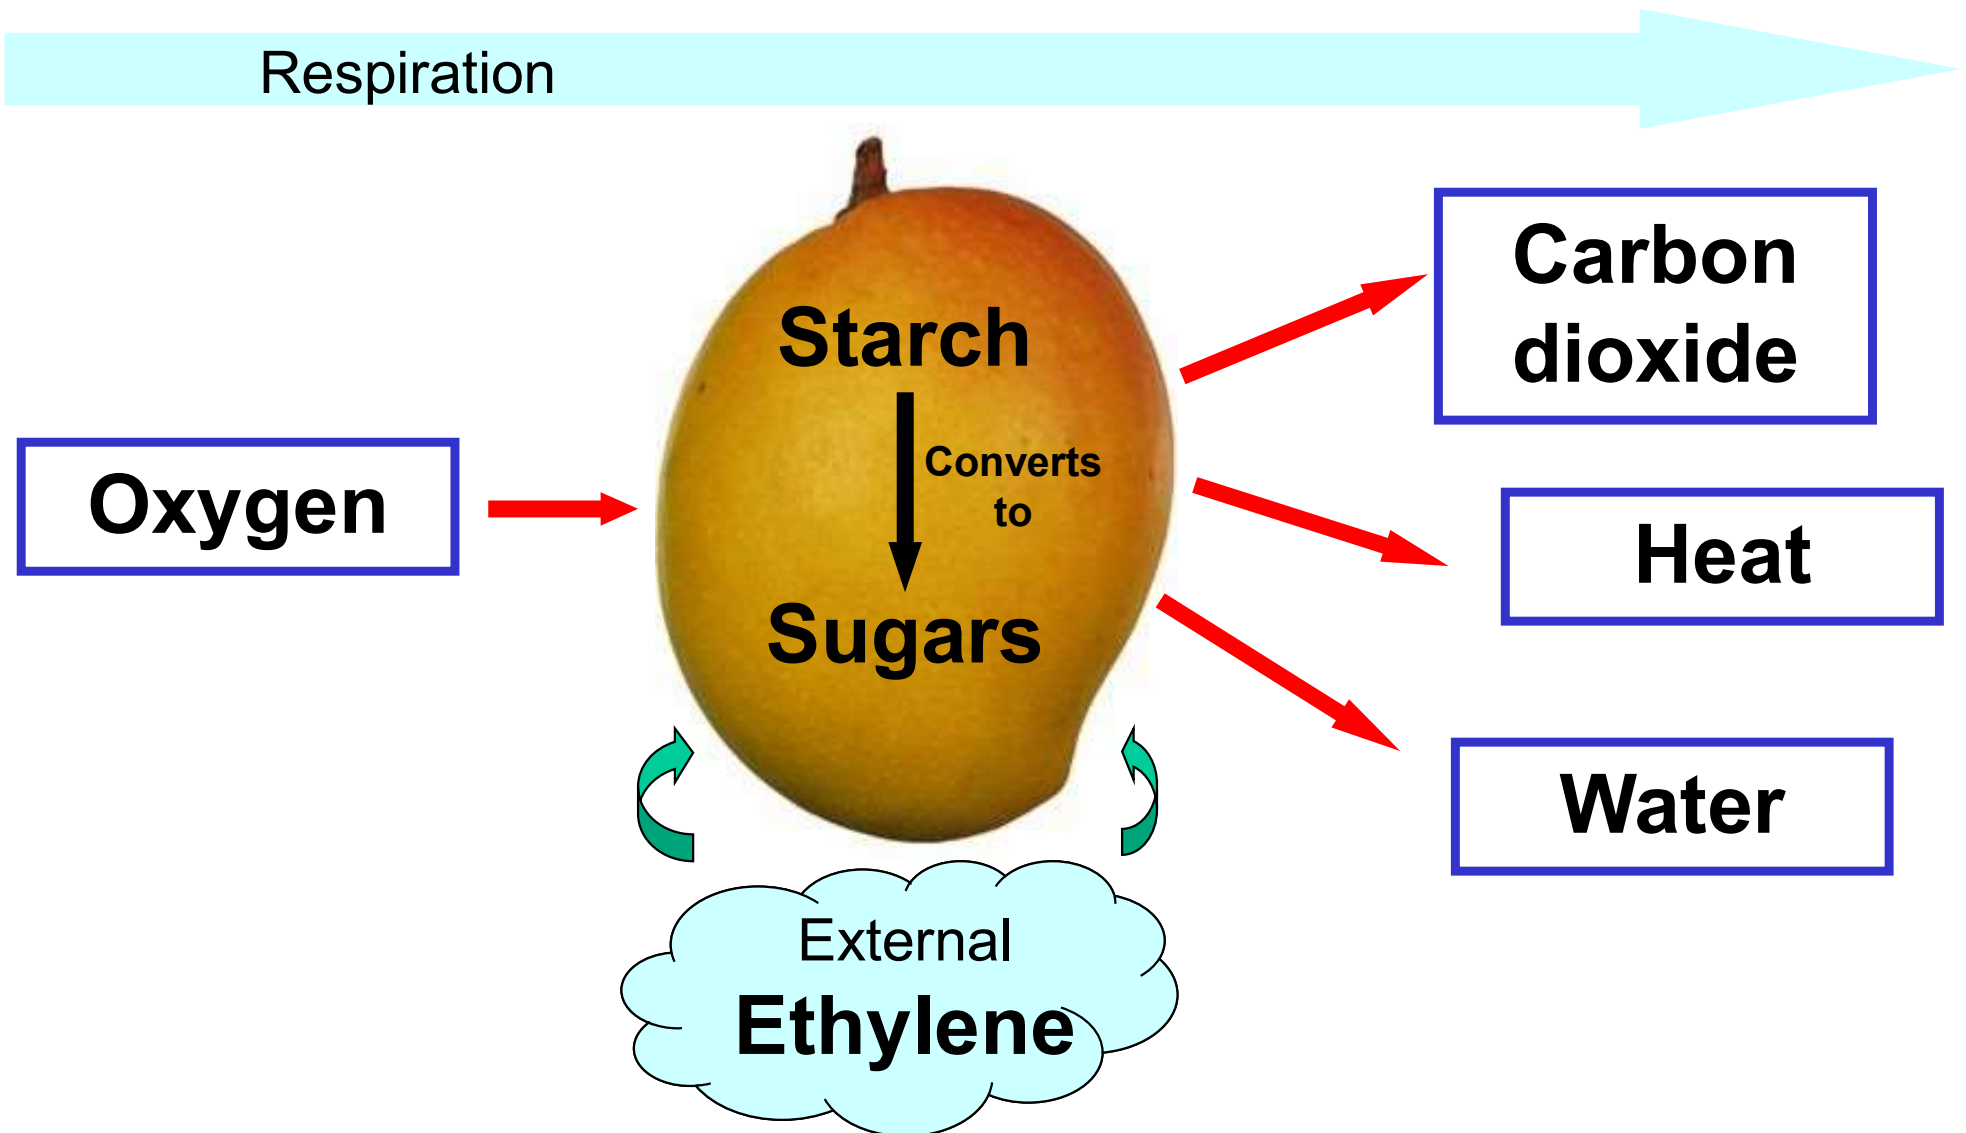 Respiration
Carbon
dioxide
Starch
Converts
to
Oxygen
Heat
Sugars
Water
External
Ethylene